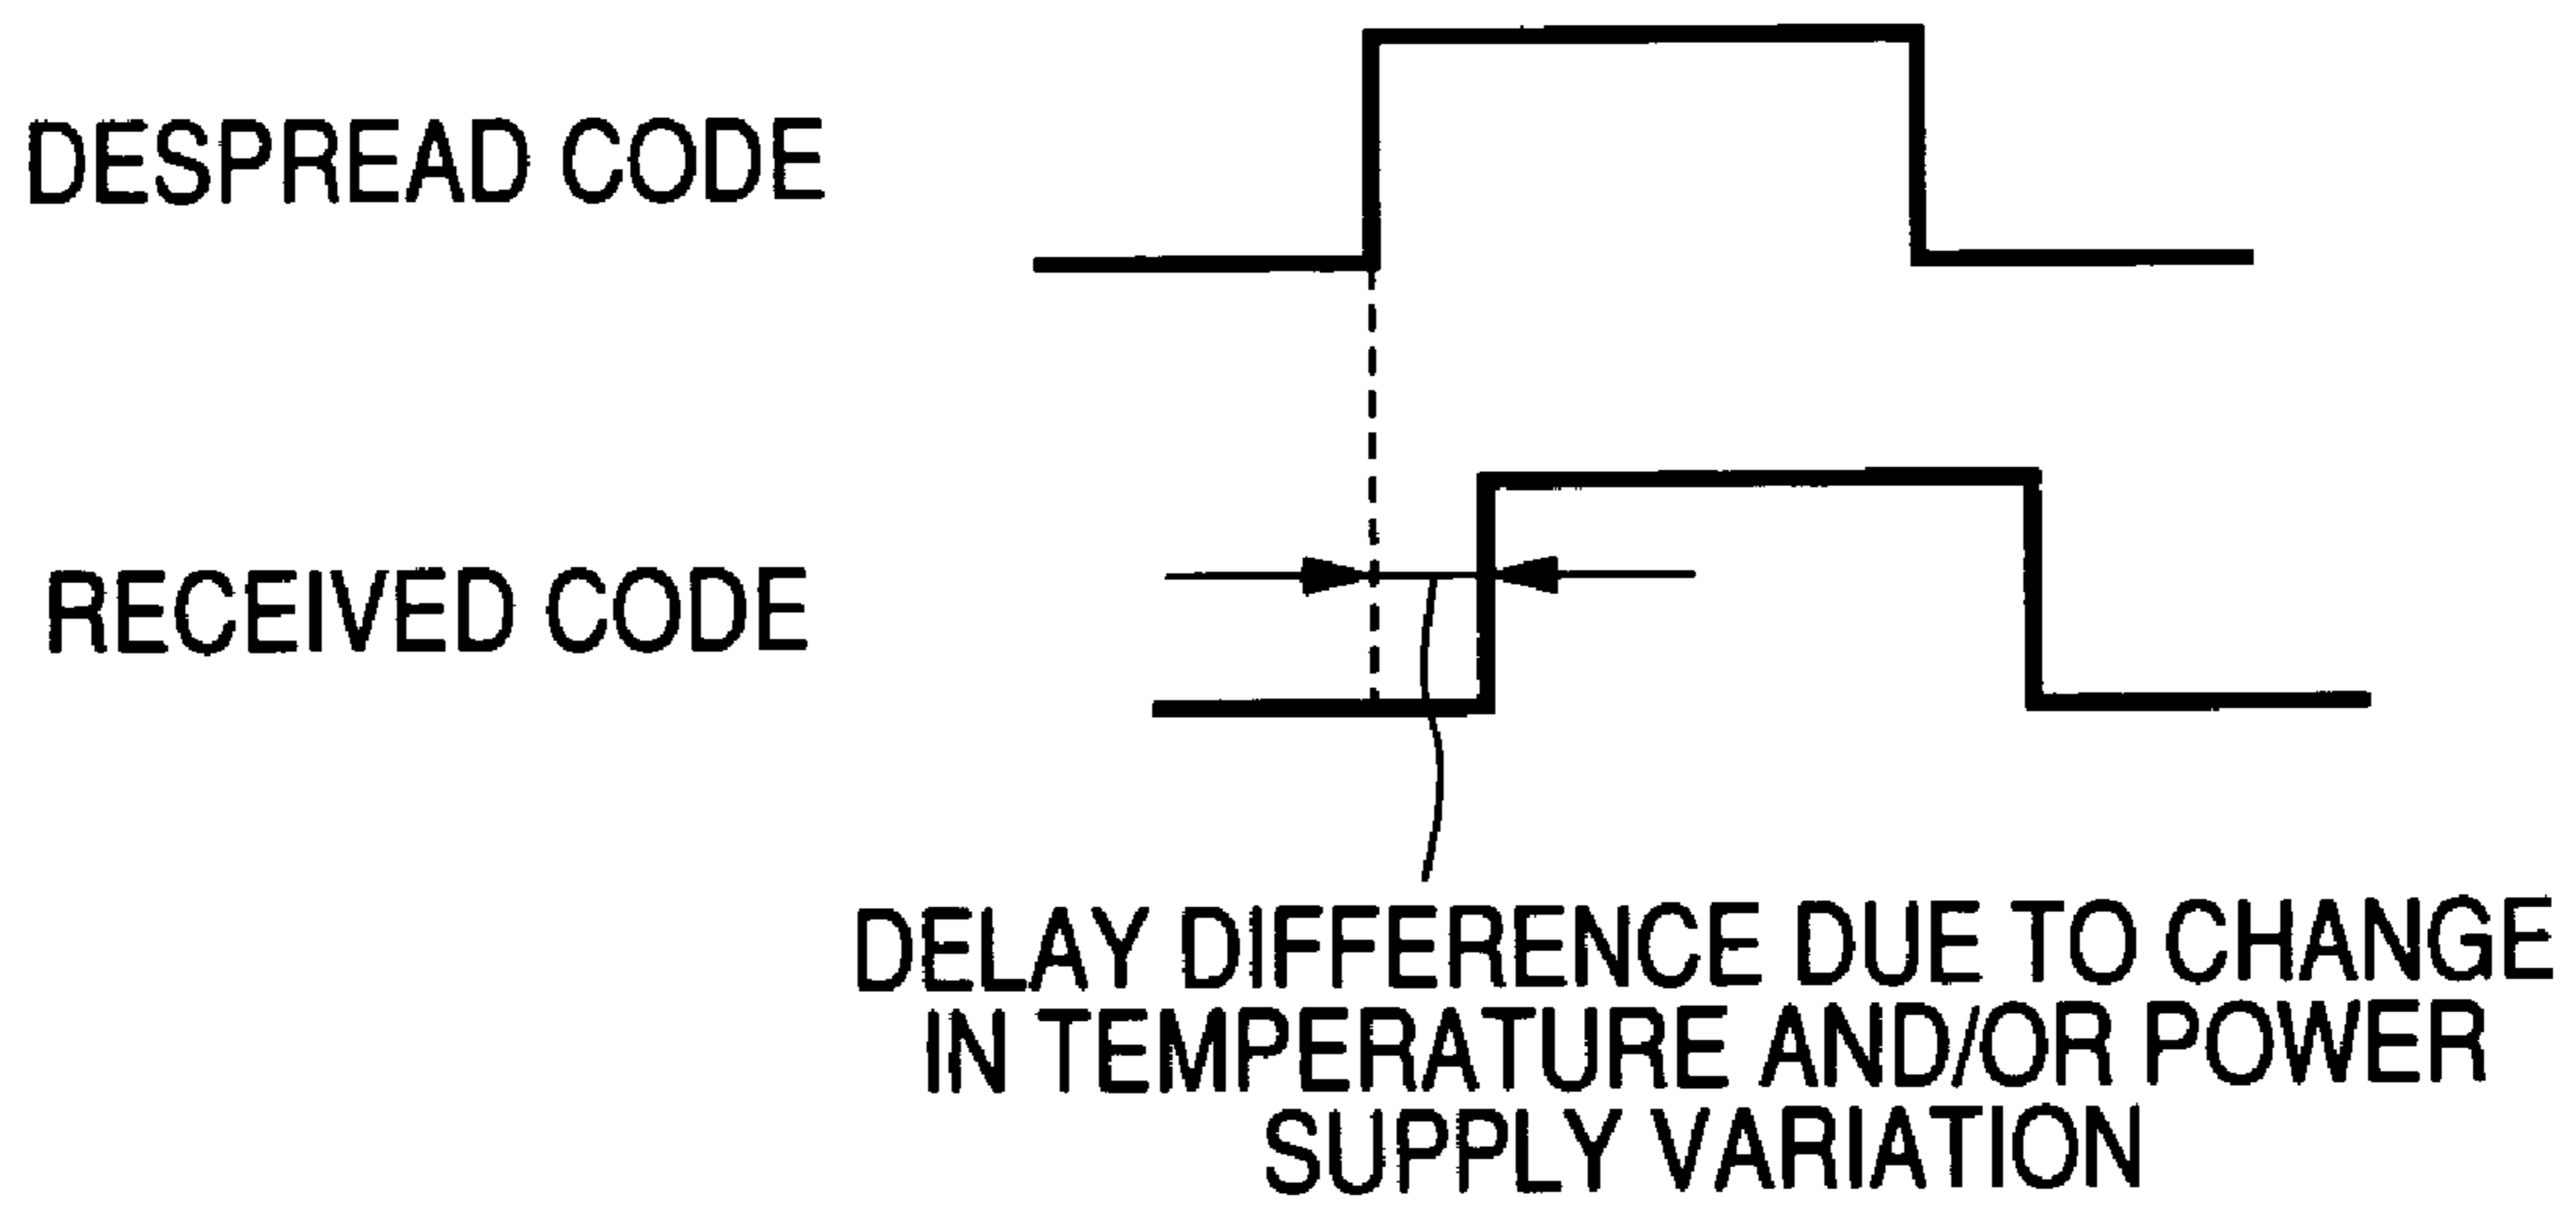 DESPREAD CODE
RECEIVED CODE
DELAY DIFFERENCE DUE TO CHANGE
IN TEMPERATURE AND/OR POWER
SUPPLY VARIATION